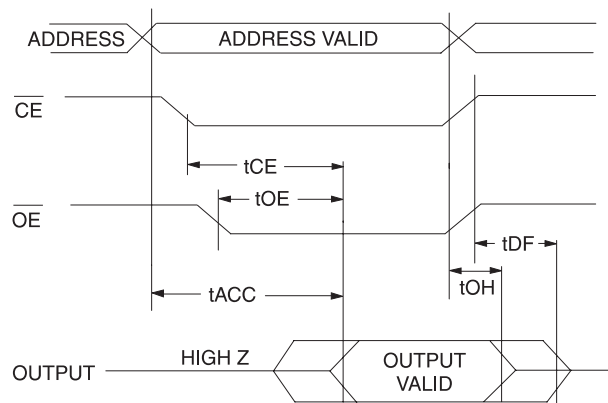 ADDRESS
ADDRESS VALID
CE
tCE
tOE
OE
tDF
tOH
tACC
HIGH Z
OUTPUT
OUTPUT
VALID